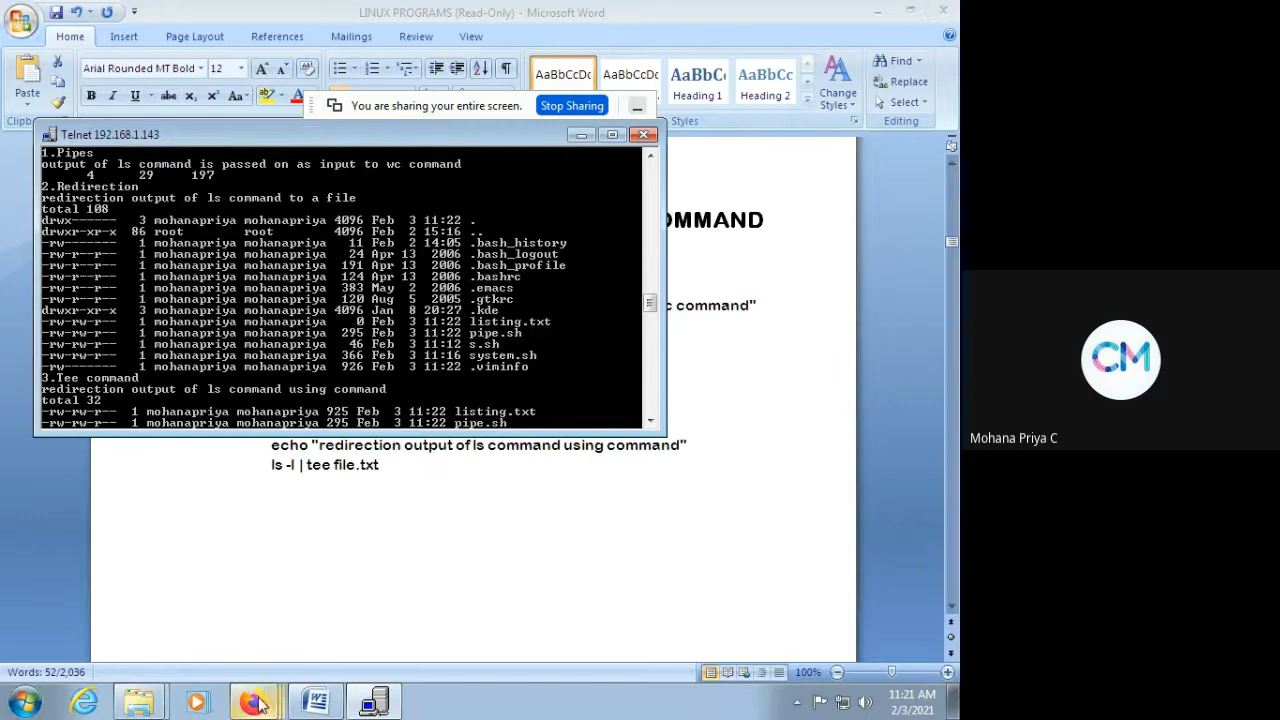 LINUX PROGRAMS (Read-Only) - Microsoft Word
Home Insert Page Layout References Mailings Review View
Arial Rounded MT Bold 12
Paste
B I U abc x₂ x² Aa
AaBbCcDc AaBbCcDc AaBbC AaBbCc
Heading 1 Heading 2
Change Styles
Find
Replace
Select
Clipb
Styles
Editing
You are sharing your entire screen. Stop Sharing
Telnet 192.168.1.143
1.Pipes
output of ls command is passed on as input to wc command
4 29 197
2.Redirection
redirection output of ls command to a file
total 108
drwx------ 3 mohanapriya mohanapriya 4096 Feb 3 11:22 .
drwxr-xr-x 86 root root 4096 Feb 2 15:16 ..
-rw------- 1 mohanapriya mohanapriya 11 Feb 2 14:05 .bash_history
-rw-r--r-- 1 mohanapriya mohanapriya 24 Apr 13 2006 .bash_logout
-rw-r--r-- 1 mohanapriya mohanapriya 191 Apr 13 2006 .bash_profile
-rw-r--r-- 1 mohanapriya mohanapriya 124 Apr 13 2006 .bashrc
-rw-r--r-- 1 mohanapriya mohanapriya 383 May 2 2006 .emacs
-rw-r--r-- 1 mohanapriya mohanapriya 120 Aug 5 2005 .gtkrc
drwxr-xr-x 3 mohanapriya mohanapriya 4096 Jan 8 20:27 .kde
-rw-rw-r-- 1 mohanapriya mohanapriya 0 Feb 3 11:22 listing.txt
-rw-rw-r-- 1 mohanapriya mohanapriya 295 Feb 3 11:22 pipe.sh
-rw-rw-r-- 1 mohanapriya mohanapriya 46 Feb 3 11:12 s.sh
-rw-rw-r-- 1 mohanapriya mohanapriya 366 Feb 3 11:16 system.sh
-rw------- 1 mohanapriya mohanapriya 926 Feb 3 11:22 .viminfo
3.Tee command
redirection output of ls command using command
total 32
-rw-rw-r-- 1 mohanapriya mohanapriya 925 Feb 3 11:22 listing.txt
-rw-rw-r-- 1 mohanapriya mohanapriya 295 Feb 3 11:22 pipe.sh
OMMAND
c command"
echo "redirection output of ls command using command"
ls -l | tee file.txt
CM
Mohana Priya C
Words: 52/2,036
100%
11:21 AM
2/3/2021